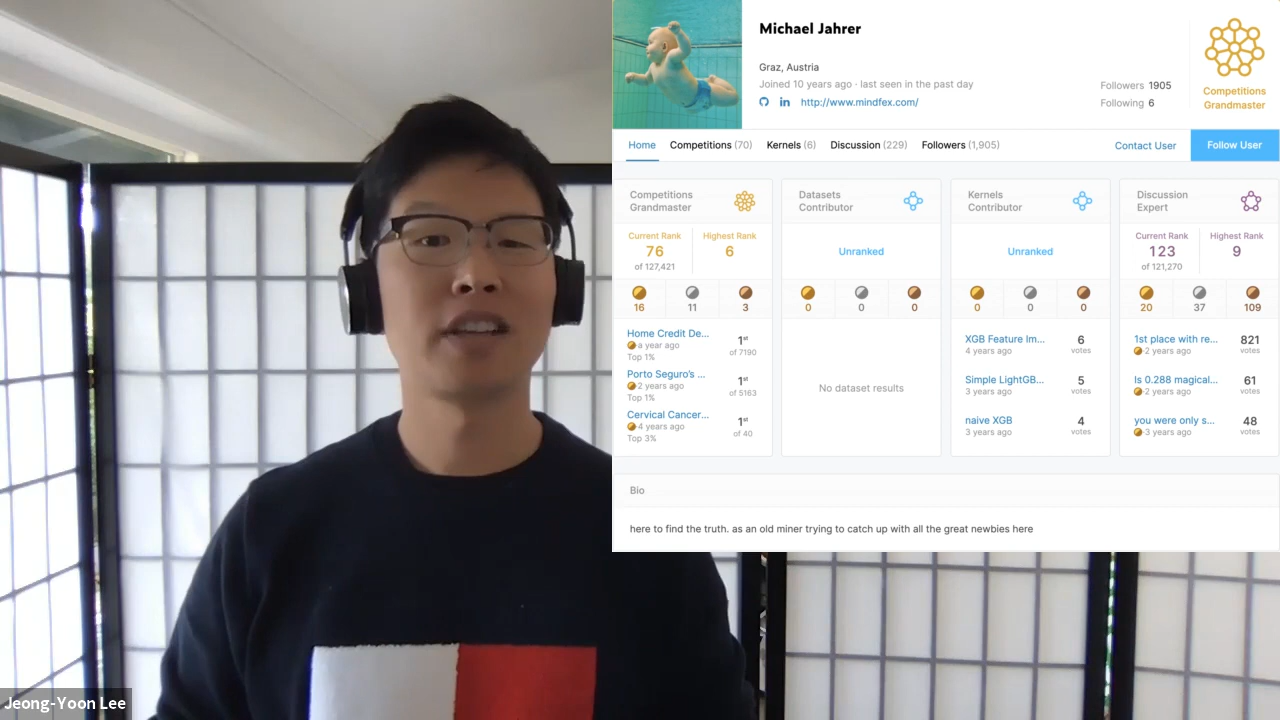 Michael Jahrer
Graz, Austria
Joined 10 years ago · last seen in the past day
http://www.mindfex.com/
Followers 1905
Following 6
Competitions
Grandmaster
Home Competitions (70) Kernels (6) Discussion (229) Followers (1,905)
Contact User
Follow User
Competitions
Grandmaster
Current Rank
76
of 127,421
Highest Rank
6
16 11 3
Home Credit De...
a year ago
Top 1%
1st
of 7190
Porto Seguro's ...
2 years ago
Top 1%
1st
of 5163
Cervical Cancer...
4 years ago
Top 3%
1st
of 40
Datasets
Contributor
Unranked
0 0 0
No dataset results
Kernels
Contributor
Unranked
0 0 0
XGB Feature Im...
4 years ago
6
votes
Simple LightGB...
3 years ago
5
votes
naive XGB
3 years ago
4
votes
Discussion
Expert
Current Rank
123
of 121,270
Highest Rank
9
20 37 109
1st place with re...
2 years ago
821
votes
Is 0.288 magical...
2 years ago
61
votes
you were only s...
3 years ago
48
votes
Bio
here to find the truth. as an old miner trying to catch up with all the great newbies here
Jeong-Yoon Lee